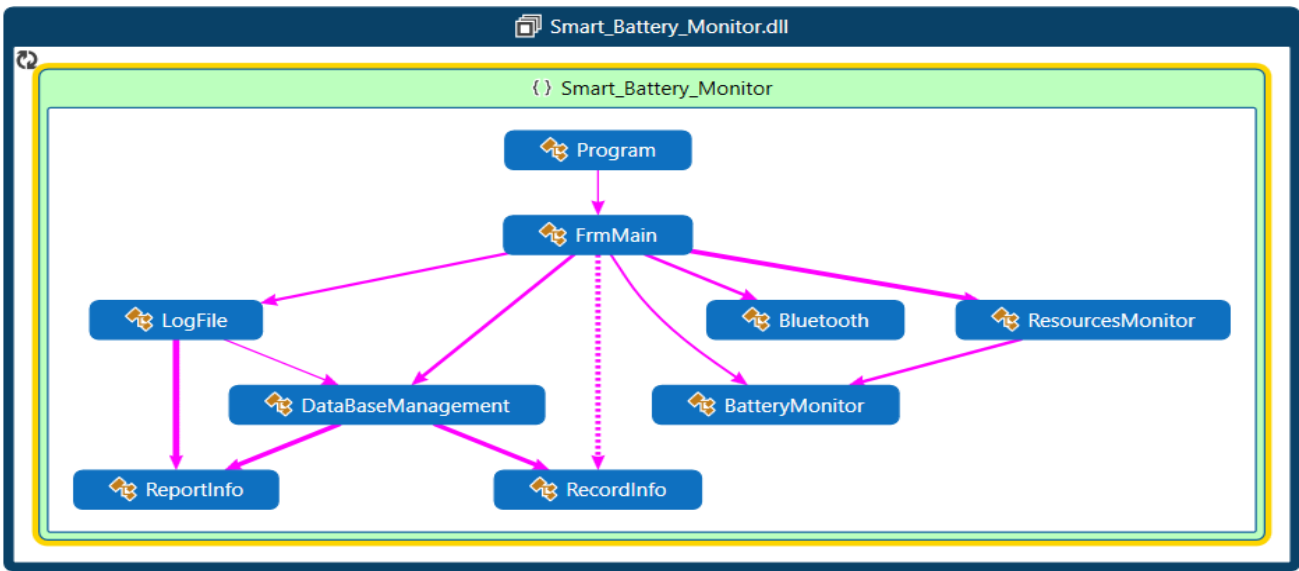 Smart_Battery_Monitor.dll
{ } Smart_Battery_Monitor
Program
FrmMain
LogFile
Bluetooth
ResourcesMonitor
DataBaseManagement
BatteryMonitor
ReportInfo
RecordInfo